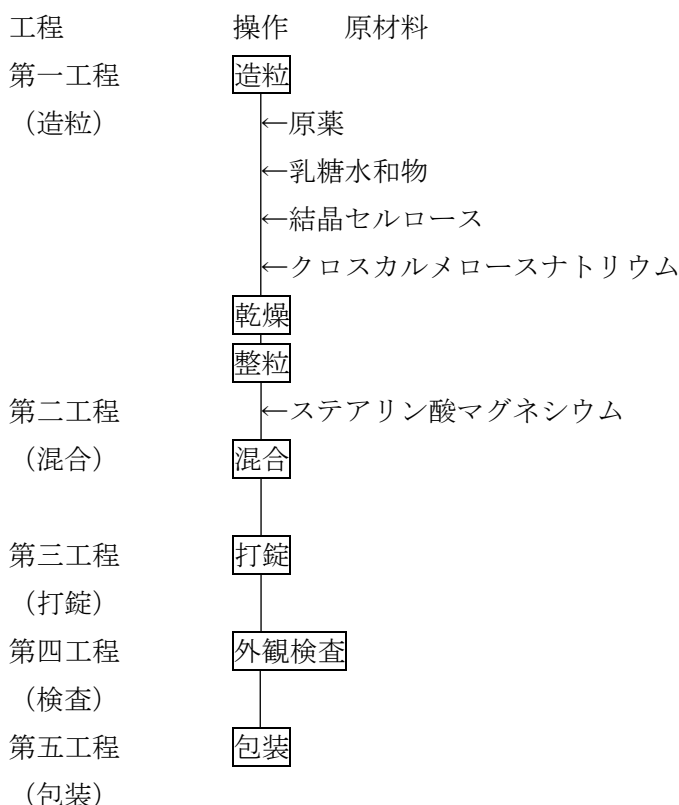 工程 操作 原材料
第一工程 造粒
（造粒） ←原薬
←乳糖水和物
←結晶セルロース
←クロスカルメロースナトリウム
乾燥
整粒
第二工程 ←ステアリン酸マグネシウム
（混合） 混合
第三工程 打錠
（打錠）
第四工程 外観検査
（検査）
第五工程 包装
（包装）